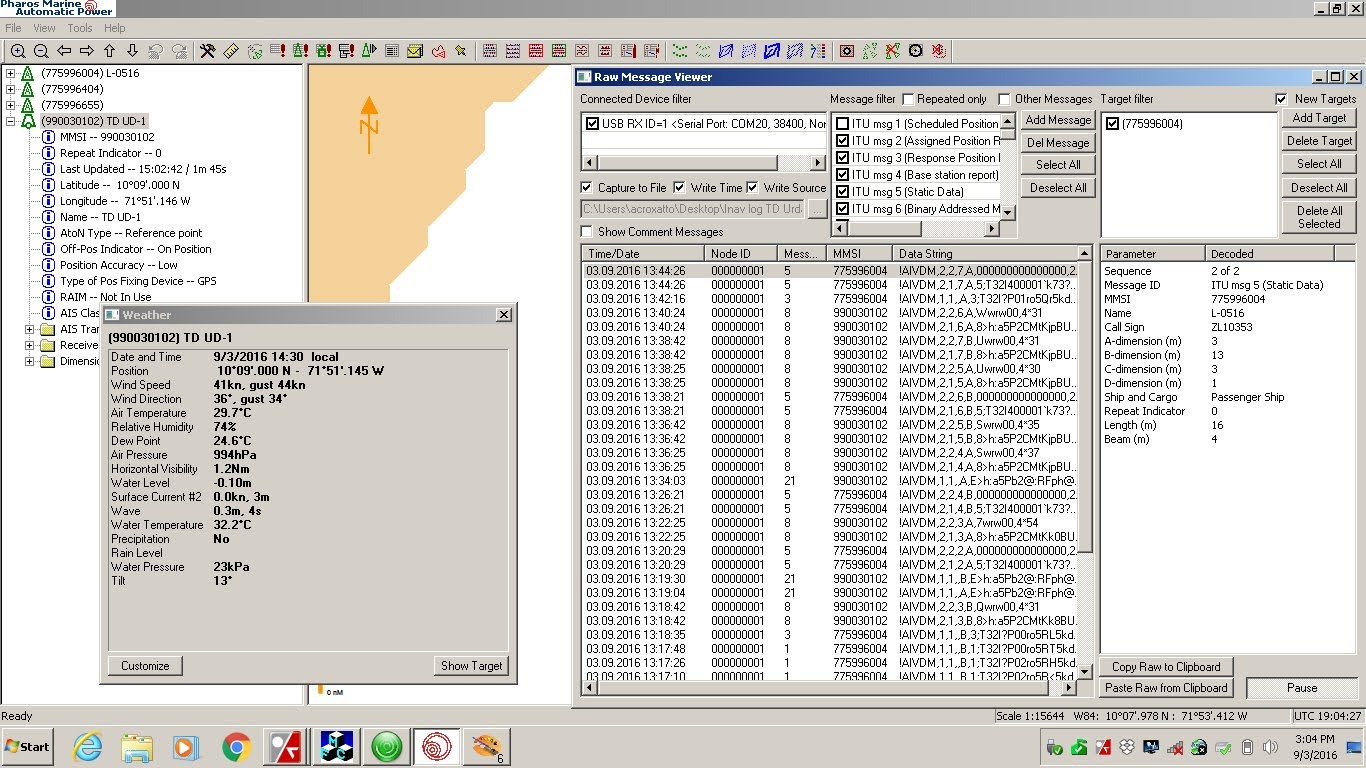 Pharos Marine
Automatic Power
File View Tools Help
(775996004) L-0516
(775996404)
(775996655)
(990030102) TD UD-1
MMSI -- 990030102
Repeat Indicator -- 0
Last Updated -- 15:02:42 / 1m 45s
Latitude -- 10°09'.000 N
Longitude -- 71°51'.146 W
Name -- TD UD-1
AtoN Type -- Reference point
Off-Pos Indicator -- On Position
Position Accuracy -- Low
Type of Pos Fixing Device -- GPS
RAIM -- Not In Use
AIS Clas
AIS Tran
Receive
Dimensio
N
0 nM
Weather
(990030102) TD UD-1
Date and Time 9/3/2016 14:30 local
Position 10°09'.000 N - 71°51'.145 W
Wind Speed 41kn, gust 44kn
Wind Direction 36°, gust 34°
Air Temperature 29.7°C
Relative Humidity 74%
Dew Point 24.6°C
Air Pressure 994hPa
Horizontal Visibility 1.2Nm
Water Level -0.10m
Surface Current #2 0.0kn, 3m
Wave 0.3m, 4s
Water Temperature 32.2°C
Precipitation No
Rain Level
Water Pressure 23kPa
Tilt 13°
Customize Show Target
Raw Message Viewer
Connected Device filter
USB RX ID=1 <Serial Port: COM20, 38400, Nor
Capture to File Write Time Write Source
C:\Users\acroxatto\Desktop\Inav log TD Urd ...
Show Comment Messages
Message filter Repeated only Other Messages
ITU msg 1 (Scheduled Position
ITU msg 2 (Assigned Position R
ITU msg 3 (Response Position
ITU msg 4 (Base station report)
ITU msg 5 (Static Data)
ITU msg 6 (Binary Addressed M
Add Message
Del Message
Select All
Deselect All
Target filter New Targets
(775996004)
Add Target
Delete Target
Select All
Deselect All
Delete All
Selected
Time/Date Node ID Mess... MMSI Data String
03.09.2016 13:44:26 000000001 5 775996004 !AIVDM,2,2,7,A,000000000000000,2...
03.09.2016 13:44:26 000000001 5 775996004 !AIVDM,2,1,7,A,5;T32I400001`k73?...
03.09.2016 13:42:16 000000001 3 775996004 !AIVDM,1,1,,A,3;T32I?P01ro5Qr5kd...
03.09.2016 13:40:24 000000001 8 990030102 !AIVDM,2,2,6,A,Wwrw00,4*31
03.09.2016 13:40:24 000000001 8 990030102 !AIVDM,2,1,6,A,8>h:a5P2CMtKjpBU...
03.09.2016 13:38:42 000000001 8 990030102 !AIVDM,2,2,7,B,Uwrw00,4*31
03.09.2016 13:38:42 000000001 8 990030102 !AIVDM,2,1,7,B,8>h:a5P2CMtKjpBU...
03.09.2016 13:38:25 000000001 8 990030102 !AIVDM,2,2,5,A,Uwrw00,4*30
03.09.2016 13:38:25 000000001 8 990030102 !AIVDM,2,1,5,A,8>h:a5P2CMtKjpBU...
03.09.2016 13:38:21 000000001 5 775996004 !AIVDM,2,2,6,B,000000000000000,2...
03.09.2016 13:38:21 000000001 5 775996004 !AIVDM,2,1,6,B,5;T32I400001`k73?...
03.09.2016 13:36:42 000000001 8 990030102 !AIVDM,2,2,5,B,Swrw00,4*35
03.09.2016 13:36:42 000000001 8 990030102 !AIVDM,2,1,5,B,8>h:a5P2CMtKjpBU...
03.09.2016 13:36:25 000000001 8 990030102 !AIVDM,2,2,4,A,Swrw00,4*37
03.09.2016 13:36:25 000000001 8 990030102 !AIVDM,2,1,4,A,8>h:a5P2CMtKjpBU...
03.09.2016 13:34:03 000000001 21 990030102 !AIVDM,1,1,,A,E>h:a5Pb2@:RFph@...
03.09.2016 13:26:21 000000001 5 775996004 !AIVDM,2,2,4,B,000000000000000,2...
03.09.2016 13:26:21 000000001 5 775996004 !AIVDM,2,1,4,B,5;T32I400001`k73?...
03.09.2016 13:22:25 000000001 8 990030102 !AIVDM,2,2,3,A,7wrw00,4*54
03.09.2016 13:22:25 000000001 8 990030102 !AIVDM,2,1,3,A,8>h:a5P2CMtKk0BU...
03.09.2016 13:20:29 000000001 5 775996004 !AIVDM,2,2,2,A,000000000000000,2...
03.09.2016 13:20:29 000000001 5 775996004 !AIVDM,2,1,2,A,5;T32I400001`k73?...
03.09.2016 13:19:30 000000001 21 990030102 !AIVDM,1,1,,B,E>h:a5Pb2@:RFph@...
03.09.2016 13:19:04 000000001 21 990030102 !AIVDM,1,1,,A,E>h:a5Pb2@:RFph@...
03.09.2016 13:18:42 000000001 8 990030102 !AIVDM,2,2,3,B,Qwrw00,4*31
03.09.2016 13:18:42 000000001 8 990030102 !AIVDM,2,1,3,B,8>h:a5P2CMtKk8BU...
03.09.2016 13:18:35 000000001 3 775996004 !AIVDM,1,1,,B,3;T32I?P00ro5RL5kd...
03.09.2016 13:17:48 000000001 1 775996004 !AIVDM,1,1,,B,1;T32I?P00ro5RT5kd...
03.09.2016 13:17:26 000000001 1 775996004 !AIVDM,1,1,,A,1;T32I?P02ro5RH5kd...
03.09.2016 13:17:10 000000001 1 775996004 !AIVDM,1,1,,B,1;T32I?P02ro5R5kd...
Parameter Decoded
Sequence 2 of 2
Message ID ITU msg 5 (Static Data)
MMSI 775996004
Name L-0516
Call Sign ZL10353
A-dimension (m) 3
B-dimension (m) 13
C-dimension (m) 3
D-dimension (m) 1
Ship and Cargo Passenger Ship
Repeat Indicator 0
Length (m) 16
Beam (m) 4
Copy Raw to Clipboard
Paste Raw from Clipboard Pause
Ready Scale 1:15644 W84: 10°07'.978 N : 71°53'.412 W UTC 19:04:27
Start 6 3:04 PM
9/3/2016